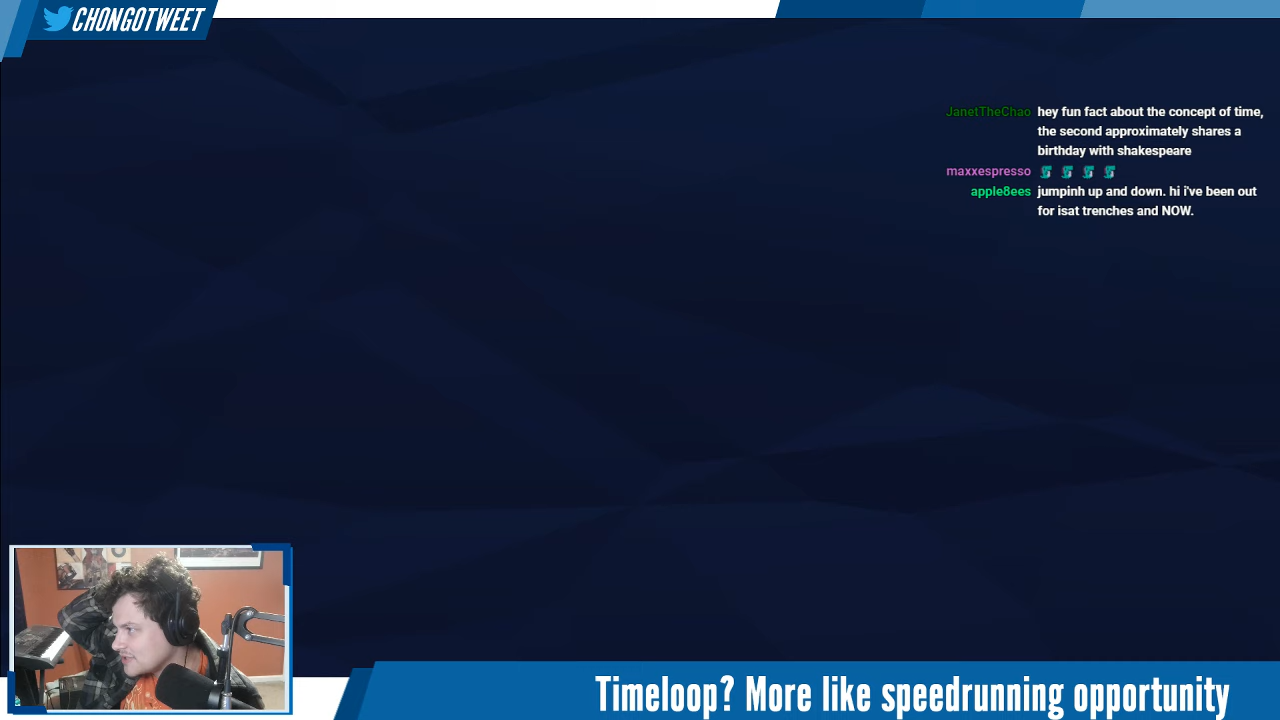 CHONGOTWEET
JanetTheChao hey fun fact about the concept of time,
the second approximately shares a
birthday with shakespeare
maxxespresso
apple8ees jumpinh up and down. hi i've been out
for isat trenches and NOW.
Timeloop? More like speedrunning opportunity